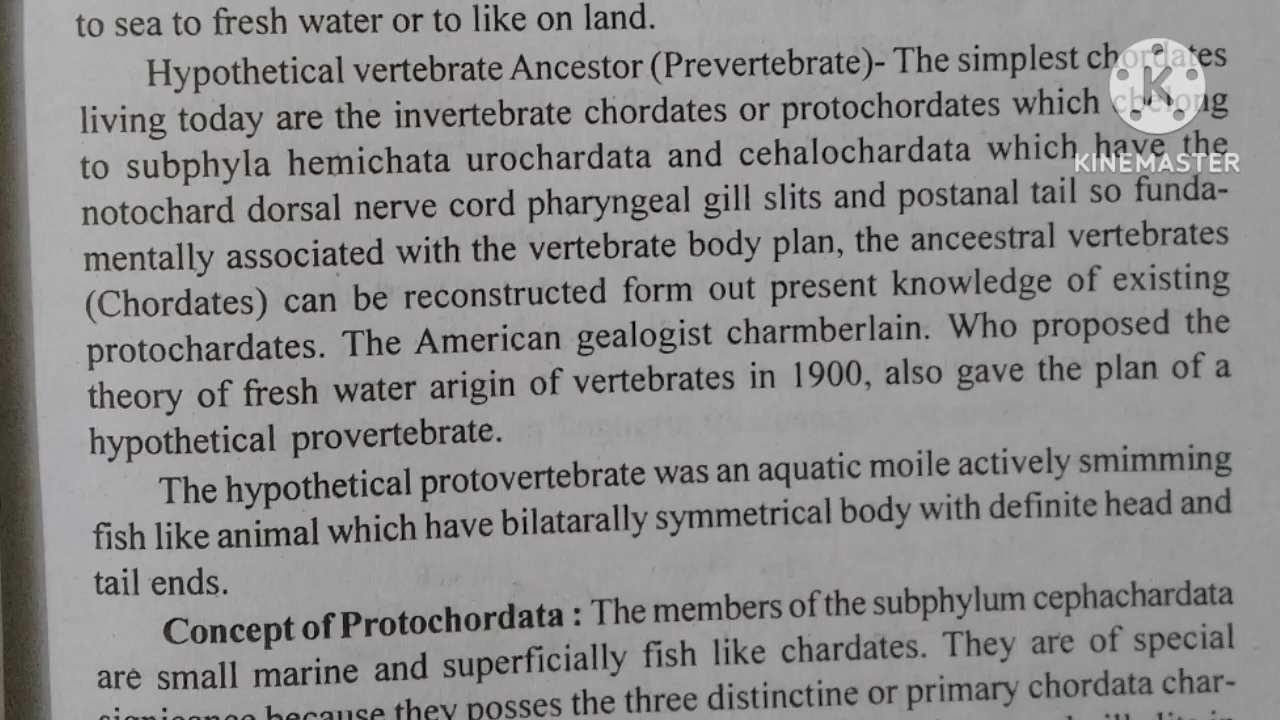 to sea to fresh water or to like on land.
Hypothetical vertebrate Ancestor (Prevertebrate)- The simplest chordates
living today are the invertebrate chordates or protochordates which cbelong
to subphyla hemichata urochardata and cehalochardata which have the
KINEMASTER
notochard dorsal nerve cord pharyngeal gill slits and postanal tail so funda-
mentally associated with the vertebrate body plan, the anceestral vertebrates
(Chordates) can be reconstructed form out present knowledge of existing
protochardates. The American gealogist charmberlain. Who proposed the
theory of fresh water arigin of vertebrates in 1900, also gave the plan of a
hypothetical provertebrate.
The hypothetical protovertebrate was an aquatic moile actively smimming
fish like animal which have bilatarally symmetrical body with definite head and
tail ends.
Concept of Protochordata : The members of the subphylum cephachardata
are small marine and superficially fish like chardates. They are of special
because they posses the three distinctine or primary chordata char-